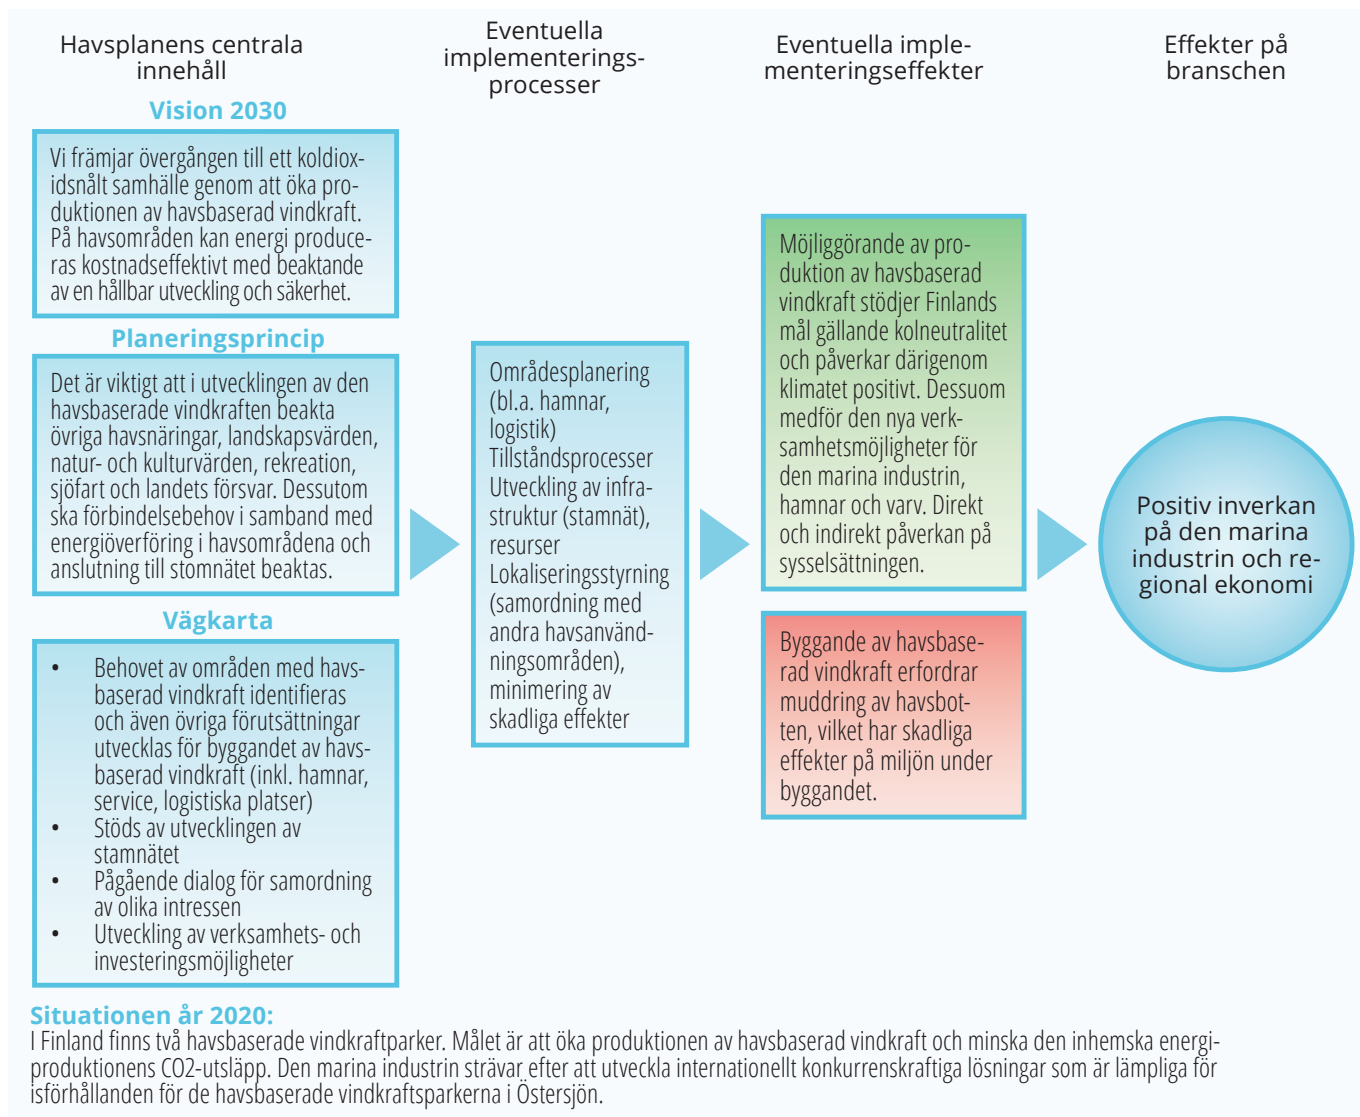 Havsplanens centrala
innehåll
Eventuella
implementerings-
processer
Eventuella imple-
menteringseffekter
Effekter på
branschen
Vision 2030
Vi främjar övergången till ett koldiox-
idsnålt samhälle genom att öka pro-
duktionen av havsbaserad vindkraft.
På havsområden kan energi produce-
ras kostnadseffektivt med beaktande
av en hållbar utveckling och säkerhet.
Planeringsprincip
Det är viktigt att i utvecklingen av den
havsbaserade vindkraften beakta
övriga havsnäringar, landskapsvärden,
natur- och kulturvärden, rekreation,
sjöfart och landets försvar. Dessutom
ska förbindelsebehov i samband med
energiöverföring i havsområdena och
anslutning till stomnätet beaktas.
Vägkarta
• Behovet av områden med havs-
baserad vindkraft identifieras
och även övriga förutsättningar
utvecklas för byggandet av havs-
baserad vindkraft (inkl. hamnar,
service, logistiska platser)
• Stöds av utvecklingen av
stamnätet
• Pågående dialog för samordning
av olika intressen
• Utveckling av verksamhets- och
investeringsmöjligheter
Områdesplanering
(bl.a. hamnar,
logistik)
Tillståndsprocesser
Utveckling av infra-
struktur (stamnät),
resurser
Lokaliseringsstyrning
(samordning med
andra havsanvänd-
ningsområden),
minimering av
skadliga effekter
Möjliggörande av pro-
duktion av havsbaserad
vindkraft stödjer Finlands
mål gällande kolneutralitet
och påverkar därigenom
klimatet positivt. Dessuom
medför den nya verk-
samhetsmöjligheter för
den marina industrin,
hamnar och varv. Direkt
och indirekt påverkan på
sysselsättningen.
Byggande av havsbase-
rad vindkraft erfordrar
muddring av havsbot-
ten, vilket har skadliga
effekter på miljön under
byggandet.
Positiv inverkan
på den marina
industrin och re-
gional ekonomi
Situationen år 2020:
I Finland finns två havsbaserade vindkraftparker. Målet är att öka produktionen av havsbaserad vindkraft och minska den inhemska energi-
produktionens CO2-utsläpp. Den marina industrin strävar efter att utveckla internationellt konkurrenskraftiga lösningar som är lämpliga för
isförhållanden för de havsbaserade vindkraftsparkerna i Östersjön.